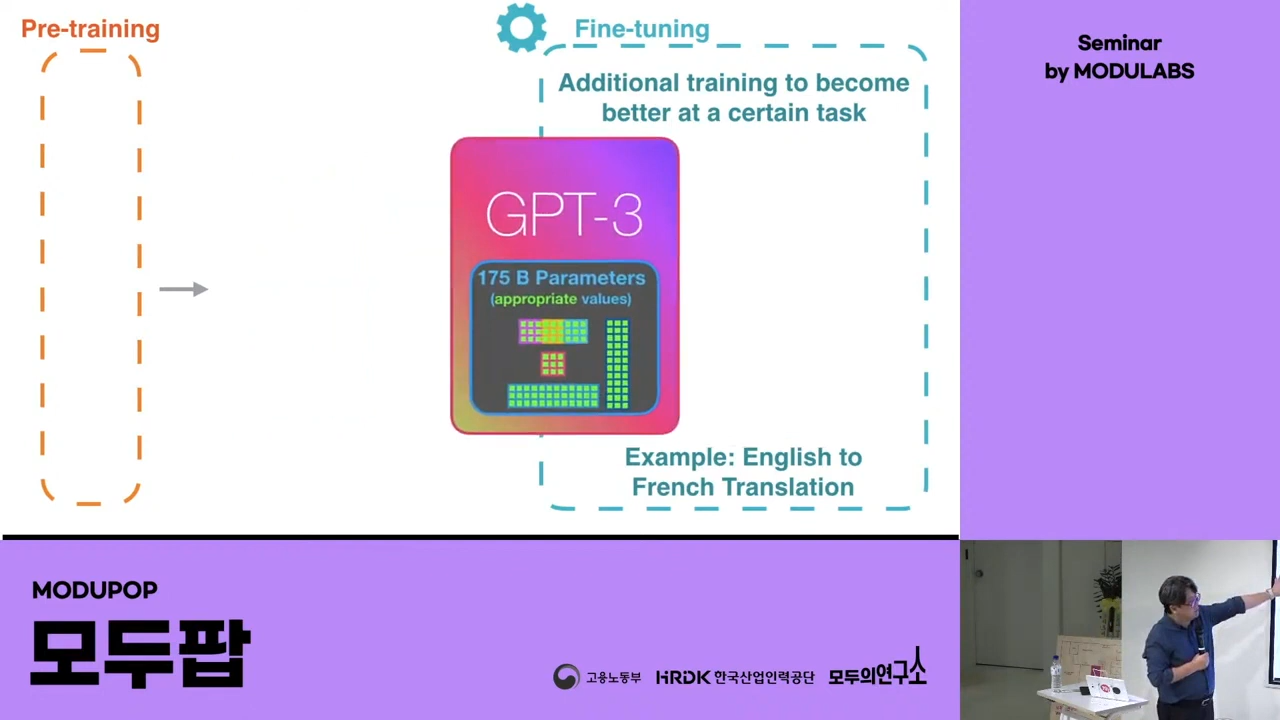 Pre-training
Fine-tuning
Additional training to become
better at a certain task
GPT-3
175 B Parameters
(appropriate values)
Example: English to
French Translation
Seminar
by MODULABS
MODUPOP
모두팝
고용노동부
HRDK 한국산업인력공단
모두의연구소